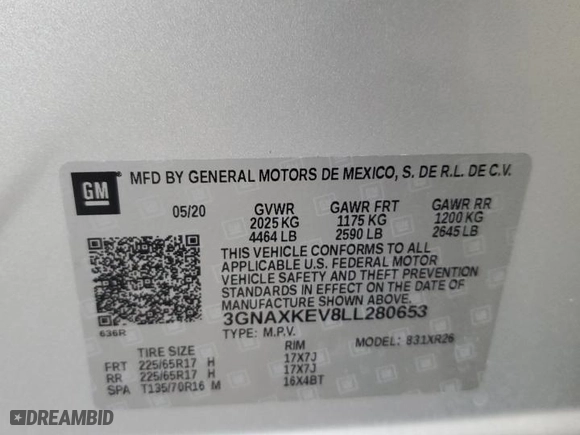 GM MFD BY GENERAL MOTORS DE MEXICO, S. DE R.L. DE C.V.
05/20 GVWR GAWR FRT GAWR RR
2025 KG 1175 KG 1200 KG
4464 LB 2590 LB 2645 LB
THIS VEHICLE CONFORMS TO ALL
APPLICABLE U.S. FEDERAL MOTOR
VEHICLE SAFETY AND THEFT PREVENTION
STANDARDS IN EFFECT ON THE DATE OF
MANUFACTURE SHOWN ABOVE.
636R 3GNAXKEV8LL280653
TYPE: M.P.V. MODEL: 831XR26
TIRE SIZE RIM
FRT 225/65R17 H 17X7J
RR 225/65R17 H 17X7J
SPA T135/70R16 M 16X4BT
DREAMBID